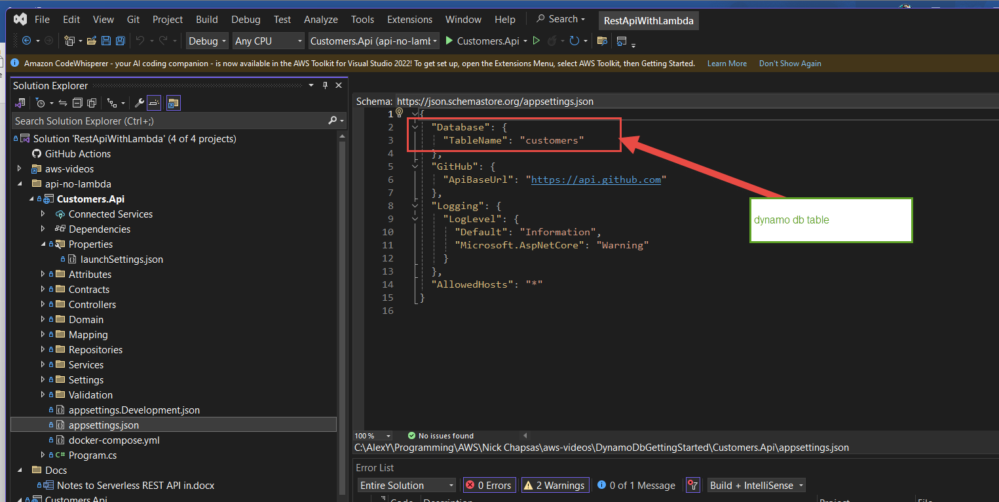 File Edit View Git Project Build Debug Test Analyze Tools Extensions Window Help Search RestApiWithLambda
Debug Any CPU Customers.Api (api-no-laml Customers.Api
Amazon CodeWhisperer - your AI coding companion - is now available in the AWS Toolkit for Visual Studio 2022! To get set up, open the Extensions Menu, select AWS Toolkit, then Getting Started. Learn More Don't Show Again
Solution Explorer
Search Solution Explorer (Ctrl+;)
Solution 'RestApiWithLambda' (4 of 4 projects)
GitHub Actions
aws-videos
api-no-lambda
Customers.Api
Connected Services
Dependencies
Properties
launchSettings.json
Attributes
Contracts
Controllers
Domain
Mapping
Repositories
Services
Settings
Validation
appsettings.Development.json
appsettings.json
docker-compose.yml
C# Program.cs
Docs
Notes to Serverless REST API in.docx
Customers.Api
Schema: https://json.schemastore.org/appsettings.json
1 {
2 "Database": {
3 "TableName": "customers"
4 },
5 "GitHub": {
6 "ApiBaseUrl": "https://api.github.com"
7 },
8 "Logging": {
9 "LogLevel": {
10 "Default": "Information",
11 "Microsoft.AspNetCore": "Warning"
12 }
13 },
14 "AllowedHosts": "*"
15 }
16
dynamo db table
100 % No issues found
C:\AlexY\Programming\AWS\Nick Chapsas\aws-videos\DynamoDbGettingStarted\Customers.Api\appsettings.json
Error List
Entire Solution 0 Errors 2 Warnings 0 of 1 Message Build + IntelliSense
Code Description Project File